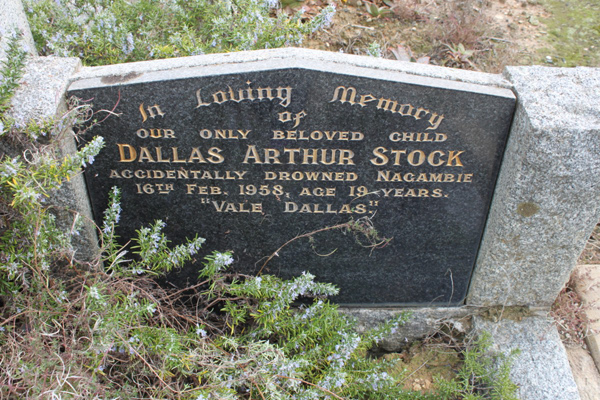 In Loving Memory
of
OUR ONLY BELOVED CHILD
DALLAS ARTHUR STOCK
ACCIDENTALLY DROWNED NAGAMBIE
16TH FEB. 1958, AGE 19 YEARS.
"VALE DALLAS."